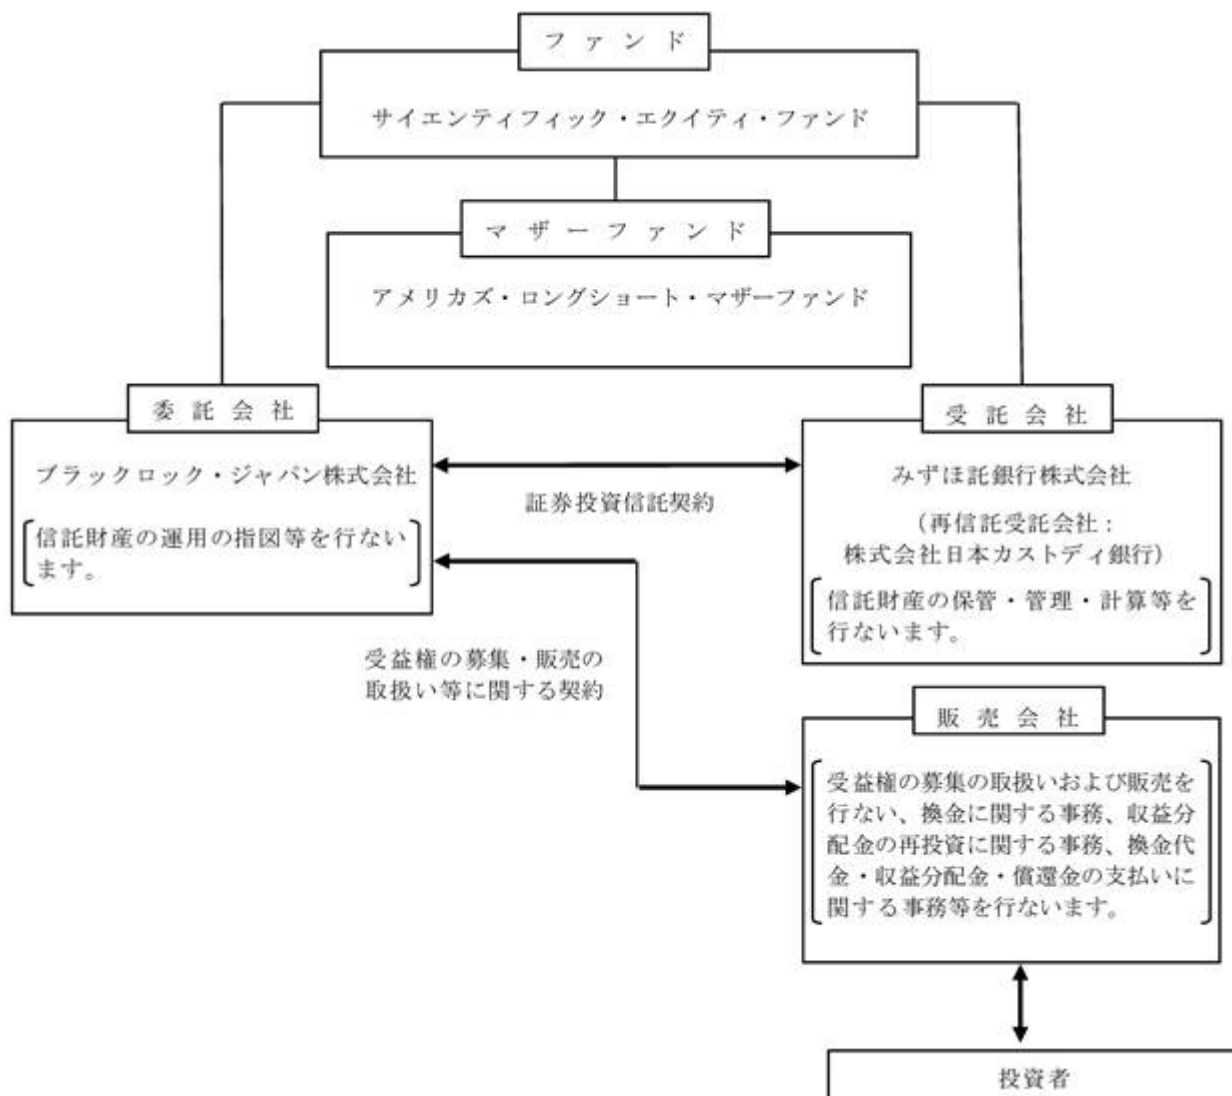 ファンド
サイエンティフィック・エクイティ・ファンド
マザーファンド
アメリカズ・ロングショート・マザーファンド
委託会社
ブラックロック・ジャパン株式会社
信託財産の運用の指図等を行ない
ます。
証券投資信託契約
受託会社
みずほ託銀行株式会社
(再信託受託会社:
株式会社日本カストディ銀行)
信託財産の保管・管理・計算等を
行ないます。
受益権の募集・販売の
取扱い等に関する契約
販売会社
受益権の募集の取扱いおよび販売を
行ない、換金に関する事務、収益分
配金の再投資に関する事務、換金代
金・収益分配金・償還金の支払いに
関する事務等を行ないます。
投資者